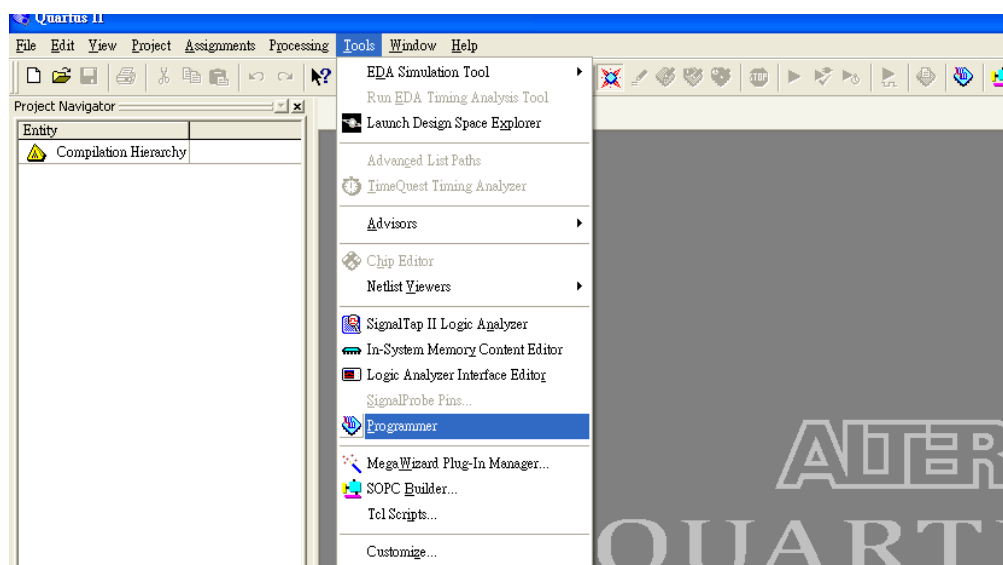 Quartus II
File Edit View Project Assignments Processing Tools Window Help
Project Navigator
Entity
Compilation Hierarchy
EDA Simulation Tool
Run EDA Timing Analysis Tool
Launch Design Space Explorer
Advanced List Paths
TimeQuest Timing Analyzer
Advisors
Chip Editor
Netlist Viewers
SignalTap II Logic Analyzer
In-System Memory Content Editor
Logic Analyzer Interface Editor
SignalProbe Pins...
Programmer
MegaWizard Plug-In Manager...
SOPC Builder...
Tcl Scripts...
Customize...
STOP
ALTER
QUART